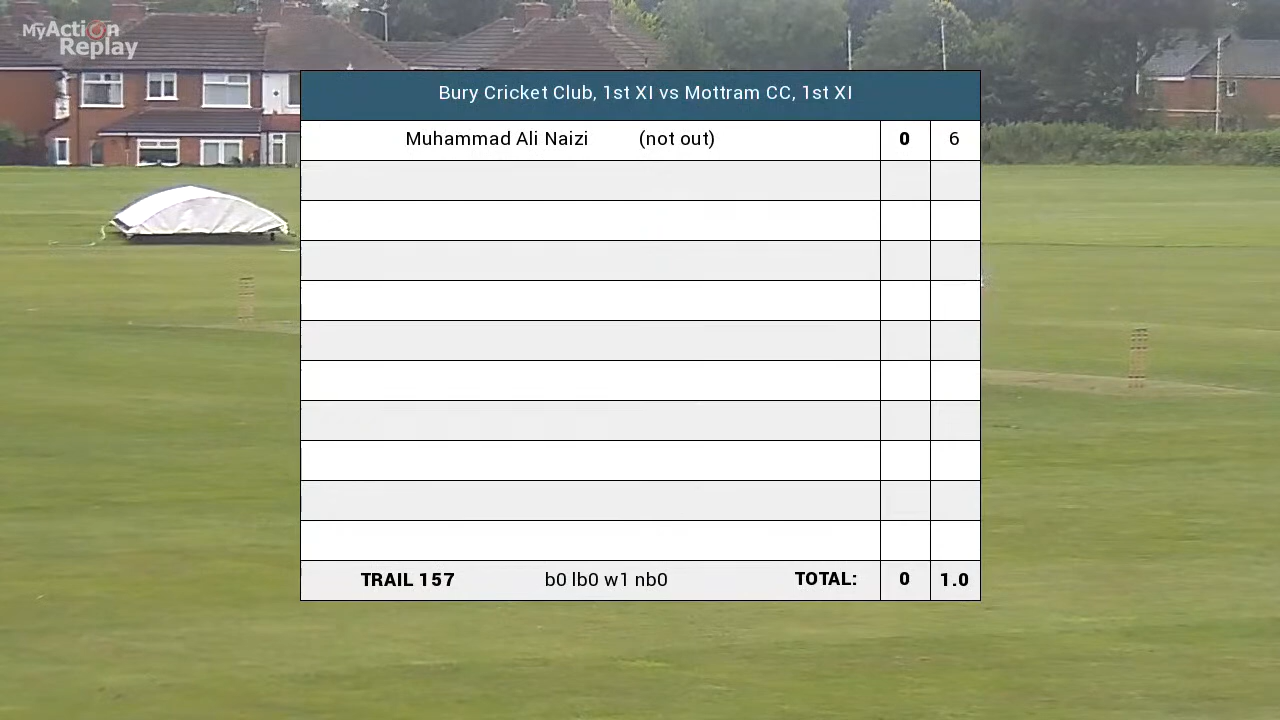 MyAction
Replay
Bury Cricket Club, 1st XI vs Mottram CC, 1st XI
Muhammad Ali Naizi (not out) 0 6
TRAIL 157 b0 lb0 w1 nb0 TOTAL: 0 1.0